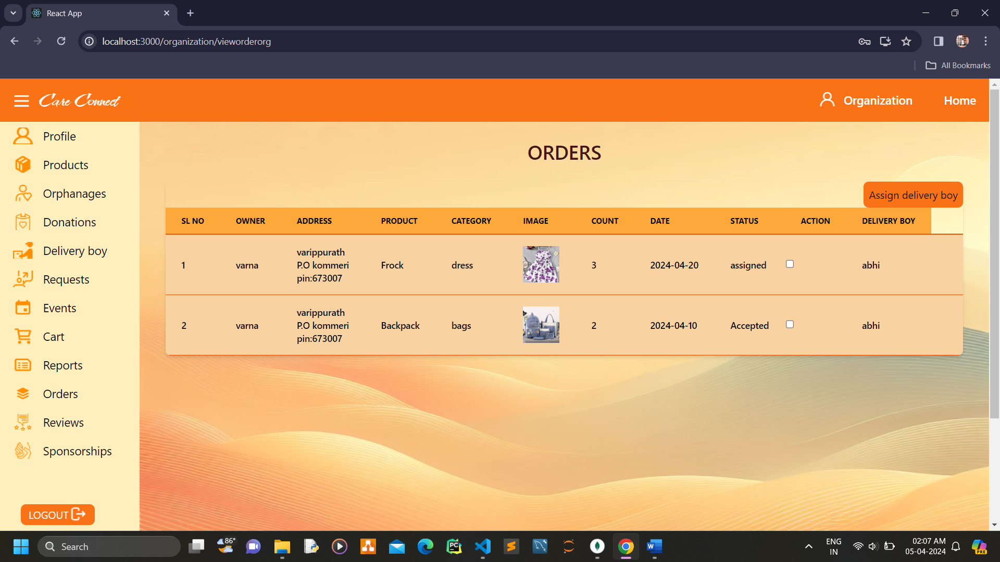 React App
localhost:3000/organization/vieworderorg
All Bookmarks
Care Connect
Organization
Home
Profile
Products
Orphanages
Donations
Delivery boy
Requests
Events
Cart
Reports
Orders
Reviews
Sponsorships
LOGOUT
ORDERS
Assign delivery boy
SL NO OWNER ADDRESS PRODUCT CATEGORY IMAGE COUNT DATE STATUS ACTION DELIVERY BOY
1 varna varippurath P.O kommeri pin:673007 Frock dress 3 2024-04-20 assigned abhi
2 varna varippurath P.O kommeri pin:673007 Backpack bags 2 2024-04-10 Accepted abhi
Search
86°
PC
W
ENG
IN
02:07 AM
05-04-2024
PRE